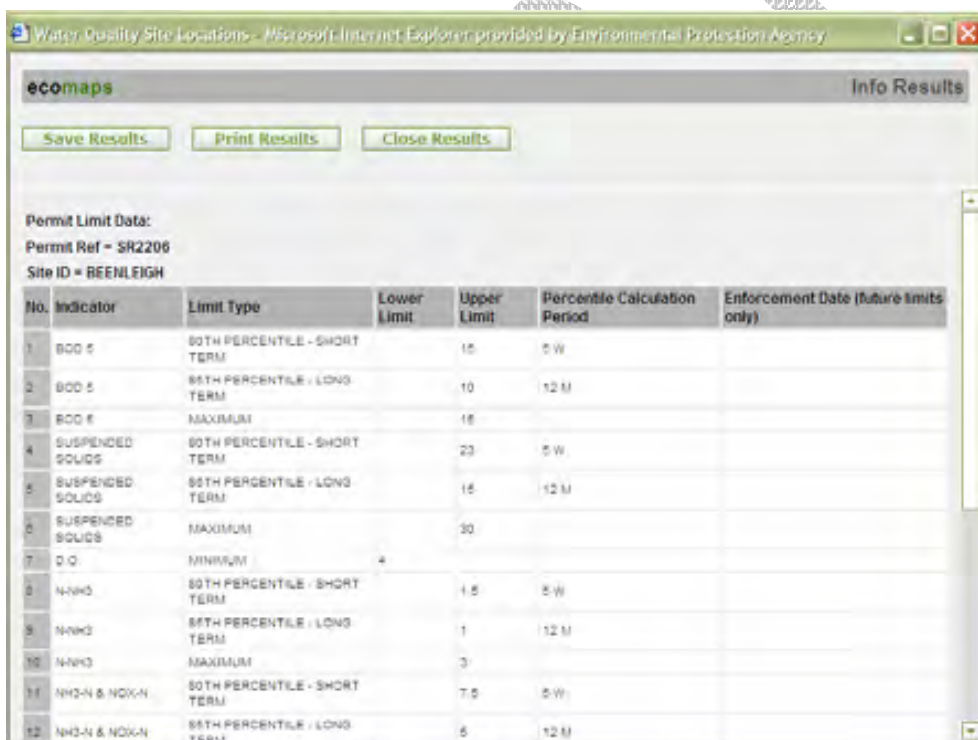 Water Quality Site Locations - Microsoft Internet Explorer provided by Environmental Protection Agency
ecomaps Info Results
Save Results Print Results Close Results
Permit Limit Data:
Permit Ref = SR2206
Site ID = BEENLEIGH
No. Indicator Limit Type Lower Limit Upper Limit Percentile Calculation Period Enforcement Date (future limits only)
1 BOD 5 80TH PERCENTILE - SHORT TERM 15 5 W
2 BOD 5 PERCENTILE - LONG TERM 10 12 M
3 BOD 5 MAXIMUM
4 SUSPENDED SOLIDS 80TH PERCENTILE - SHORT TERM 23 5 W
5 SUSPENDED SOLIDS PERCENTILE - LONG TERM 15 12 M
6 SUSPENDED SOLIDS MAXIMUM 30
7 D.O. MINIMUM 4
8 N-NH3 80TH PERCENTILE - SHORT TERM 1.5 5 W
9 N-NH3 PERCENTILE - LONG TERM 1 12 M
10 N-NH3 MAXIMUM 3
11 NH3-N & NOX-N 80TH PERCENTILE - SHORT TERM 7.5 5 W
12 NH3-N & NOX-N PERCENTILE - LONG TERM 5 12 M